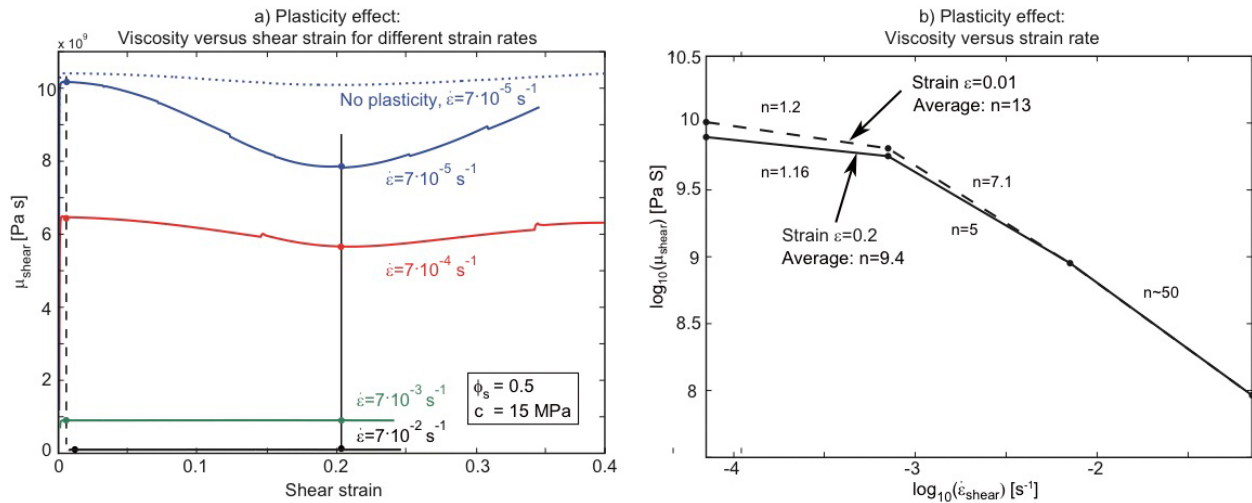 a) Plasticity effect:
Viscosity versus shear strain for different strain rates
x 10⁹
10
8
6
4
2
0
μshear [Pa s]
No plasticity, ε̇=7·10⁻⁵ s⁻¹
ε̇=7·10⁻⁵ s⁻¹
ε̇=7·10⁻⁴ s⁻¹
ε̇=7·10⁻³ s⁻¹
ε̇=7·10⁻² s⁻¹
ϕs = 0.5
c = 15 MPa
0 0.1 0.2 0.3 0.4
Shear strain
b) Plasticity effect:
Viscosity versus strain rate
10.5
10
9.5
9
8.5
8
log10(μshear) [Pa S]
Strain ε=0.01
Average: n=13
n=1.2
n=1.16
n=7.1
n=5
Strain ε=0.2
Average: n=9.4
n~50
-4 -3 -2
log10(ε̇shear) [s⁻¹]